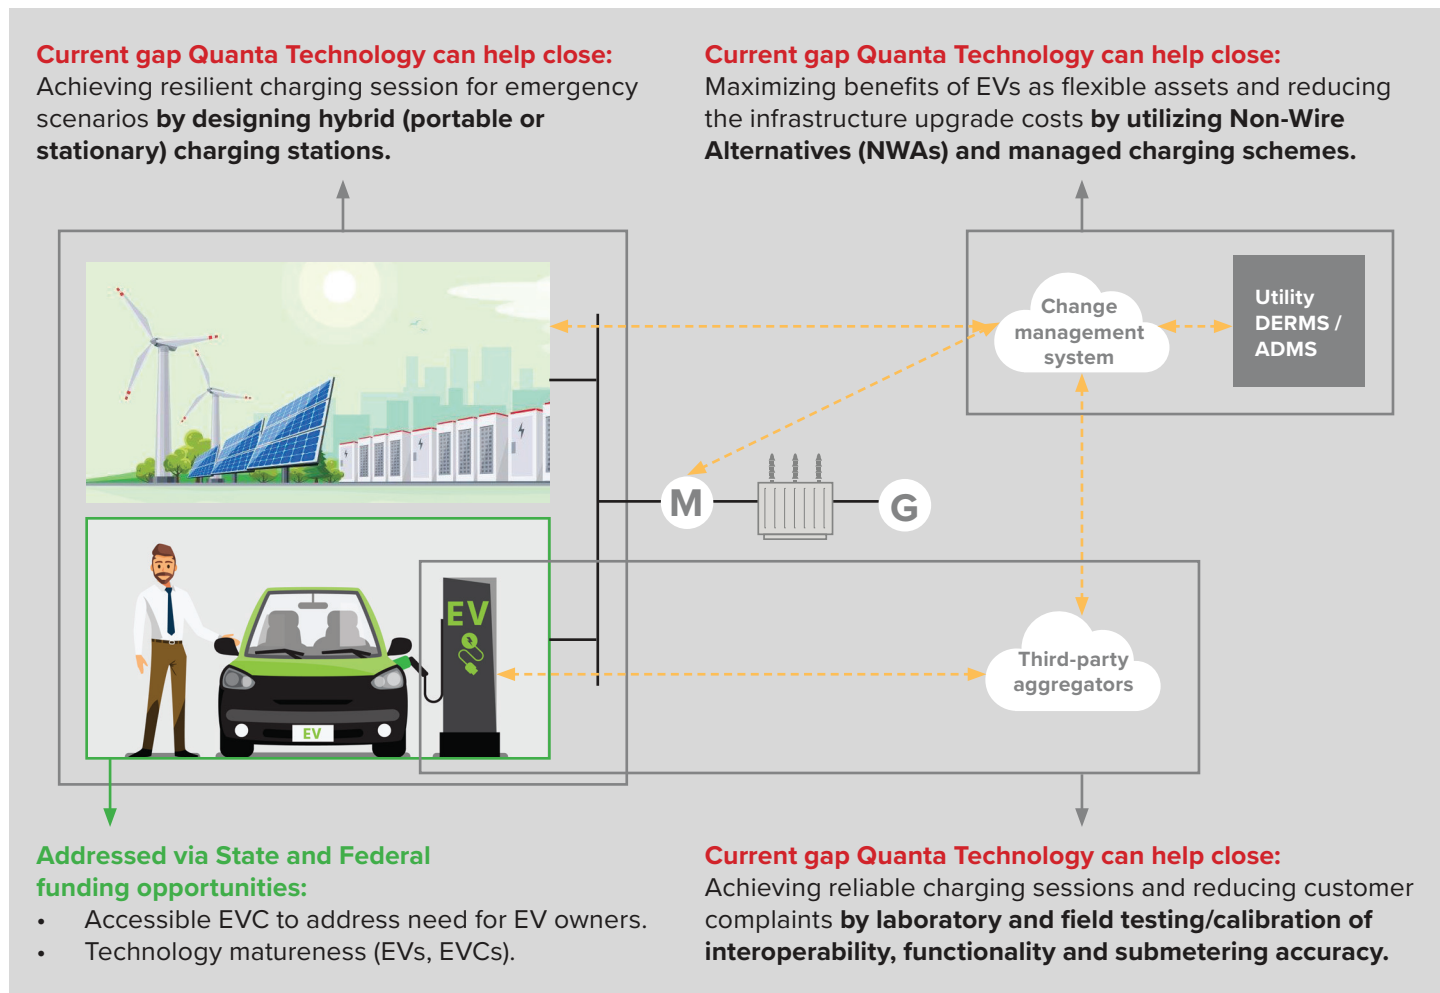 Current gap Quanta Technology can help close:
Achieving resilient charging session for emergency
scenarios by designing hybrid (portable or
stationary) charging stations.
Current gap Quanta Technology can help close:
Maximizing benefits of EVs as flexible assets and reducing
the infrastructure upgrade costs by utilizing Non-Wire
Alternatives (NWAs) and managed charging schemes.
Change
management
system
Utility
DERMS /
ADMS
M
G
EV
EV
Third-party
aggregators
Addressed via State and Federal
funding opportunities:
• Accessible EVC to address need for EV owners.
• Technology matureness (EVs, EVCs).
Current gap Quanta Technology can help close:
Achieving reliable charging sessions and reducing customer
complaints by laboratory and field testing/calibration of
interoperability, functionality and submetering accuracy.